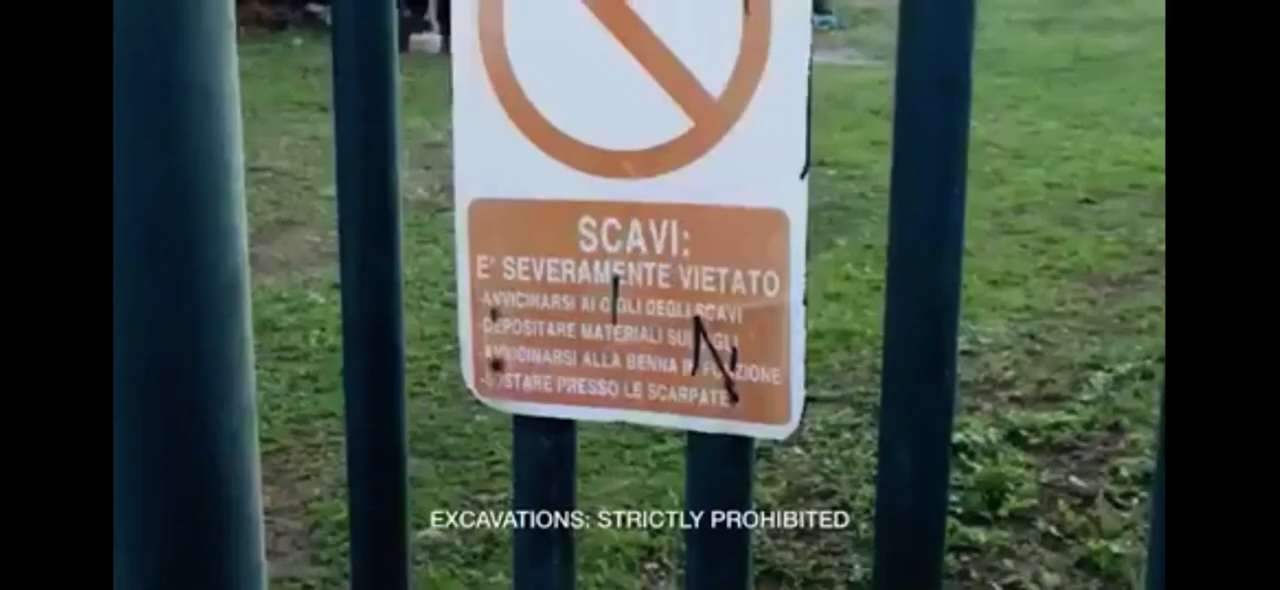 SCAVI:
E' SEVERAMENTE VIETATO
-AVVICINARSI AI CIGLI DEGLI SCAVI
-DEPOSITARE MATERIALI SUI CIGLI
-AVVICINARSI ALLA BENNA IN FUNZIONE
-SOSTARE PRESSO LE SCARPATE
EXCAVATIONS: STRICTLY PROHIBITED